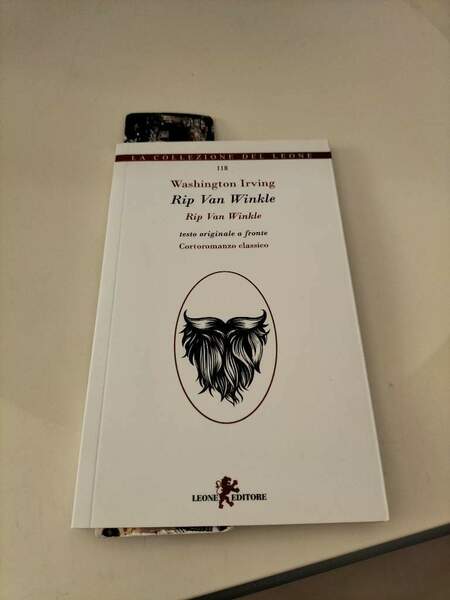 LA COLLEZIONE DEL LEONE
118
Washington Irving
Rip Van Winkle
Rip Van Winkle
testo originale a fronte
Cortoromanzo classico
LEONE EDITORE